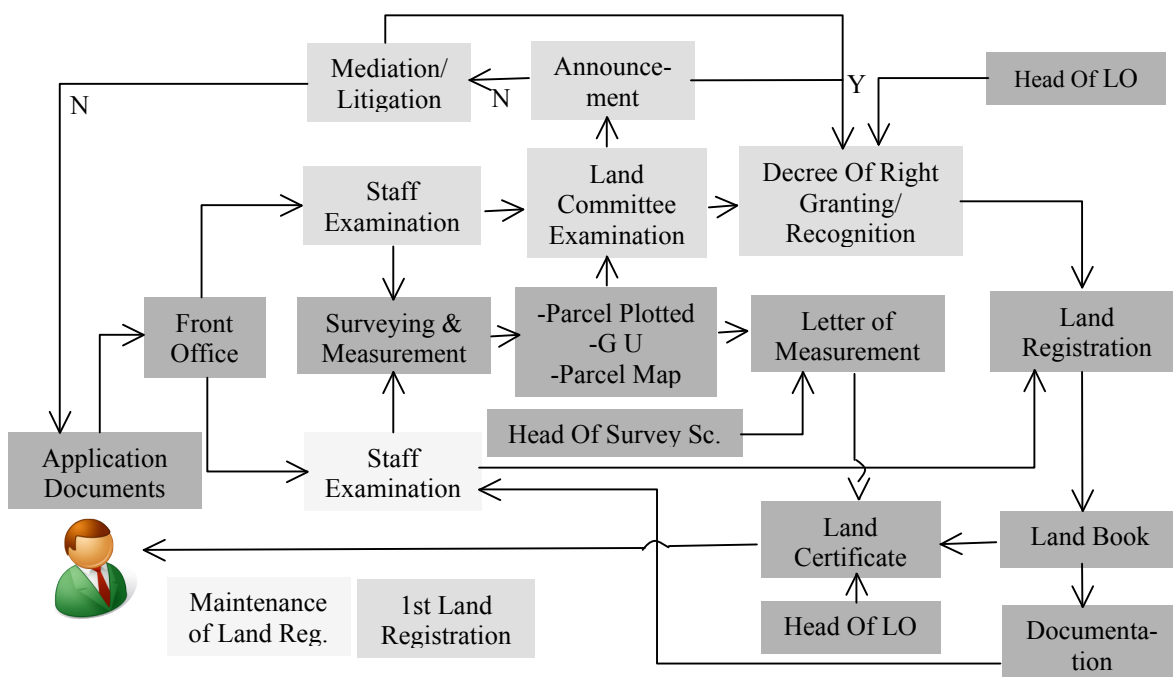 Mediation/
Litigation
Announce-
ment
Head Of LO
N
N
Y
Staff
Examination
Land
Committee
Examination
Decree Of Right
Granting/
Recognition
Front
Office
Surveying &
Measurement
-Parcel Plotted
-G U
-Parcel Map
Letter of
Measurement
Land
Registration
Head Of Survey Sc.
Application
Documents
Staff
Examination
Land
Certificate
Land Book
Maintenance
of Land Reg.
1st Land
Registration
Head Of LO
Documenta-
tion